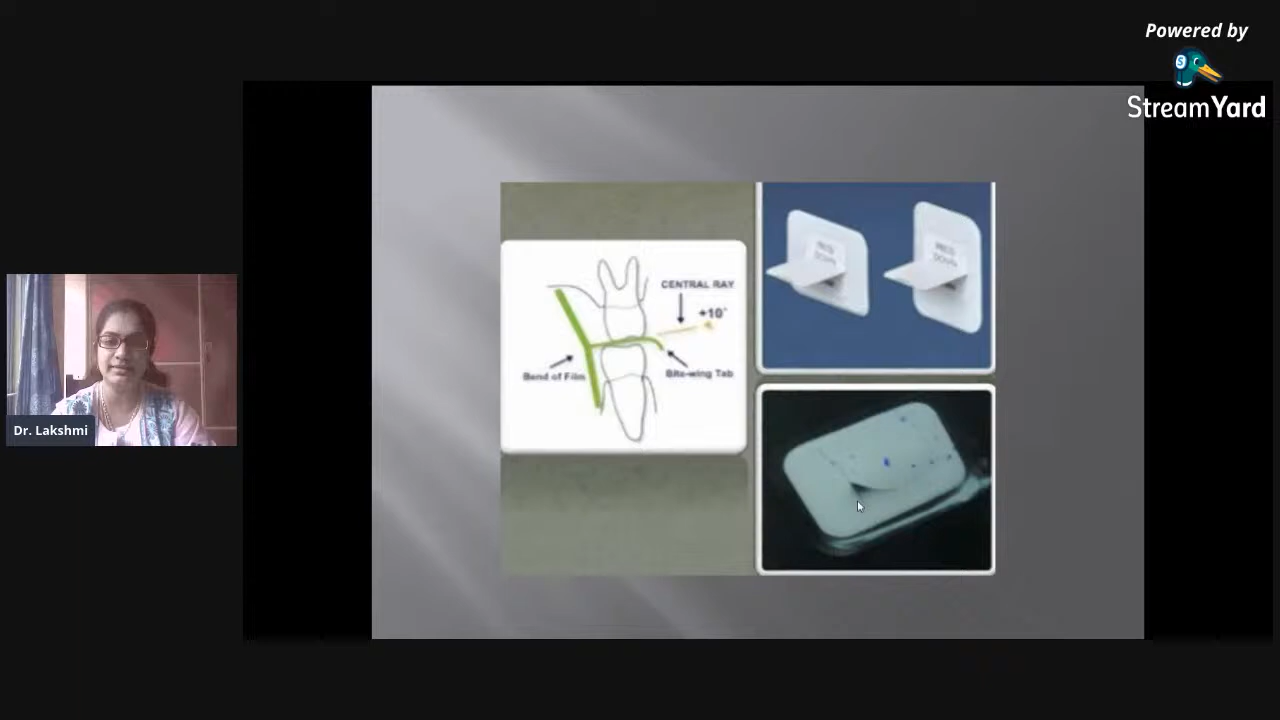 Powered by
StreamYard
CENTRAL RAY
+10°
Bend of Film
Bite-wing Tab
Dr. Lakshmi